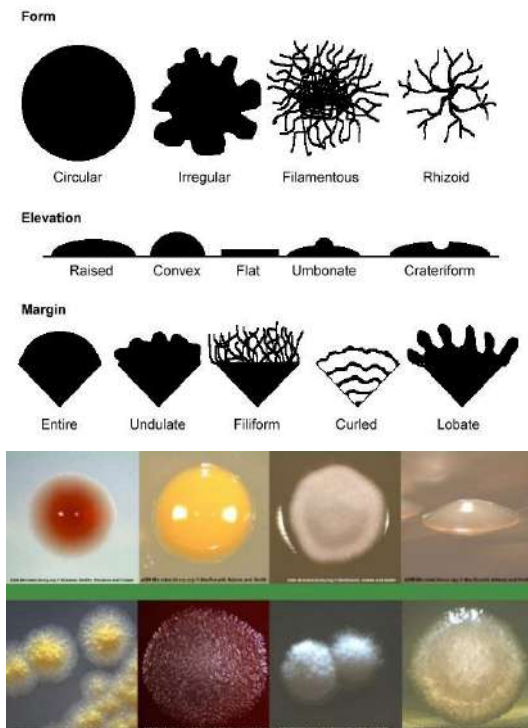 Form
Circular Irregular Filamentous Rhizoid
Elevation
Raised Convex Flat Umbonate Crateriform
Margin
Entire Undulate Filiform Curled Lobate